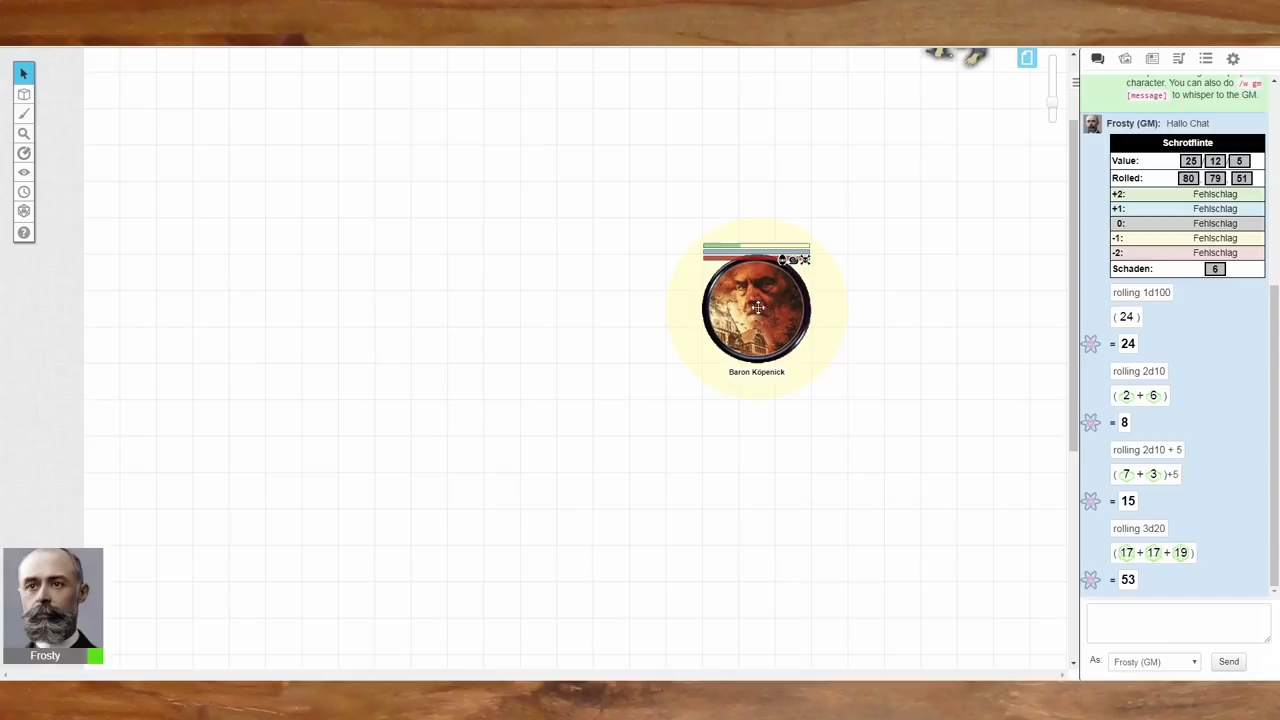 Baron Köpenick
Frosty
character. You can also do /w gm
[message] to whisper to the GM.
Frosty (GM): Hallo Chat
Schrotflinte
Value: 25 12 5
Rolled: 80 79 51
+2: Fehlschlag
+1: Fehlschlag
0: Fehlschlag
-1: Fehlschlag
-2: Fehlschlag
Schaden: 6
rolling 1d100
( 24 )
= 24
rolling 2d10
( 2 + 6 )
= 8
rolling 2d10 + 5
( 7 + 3 )+5
= 15
rolling 3d20
( 17 + 17 + 19 )
= 53
As: Frosty (GM) Send